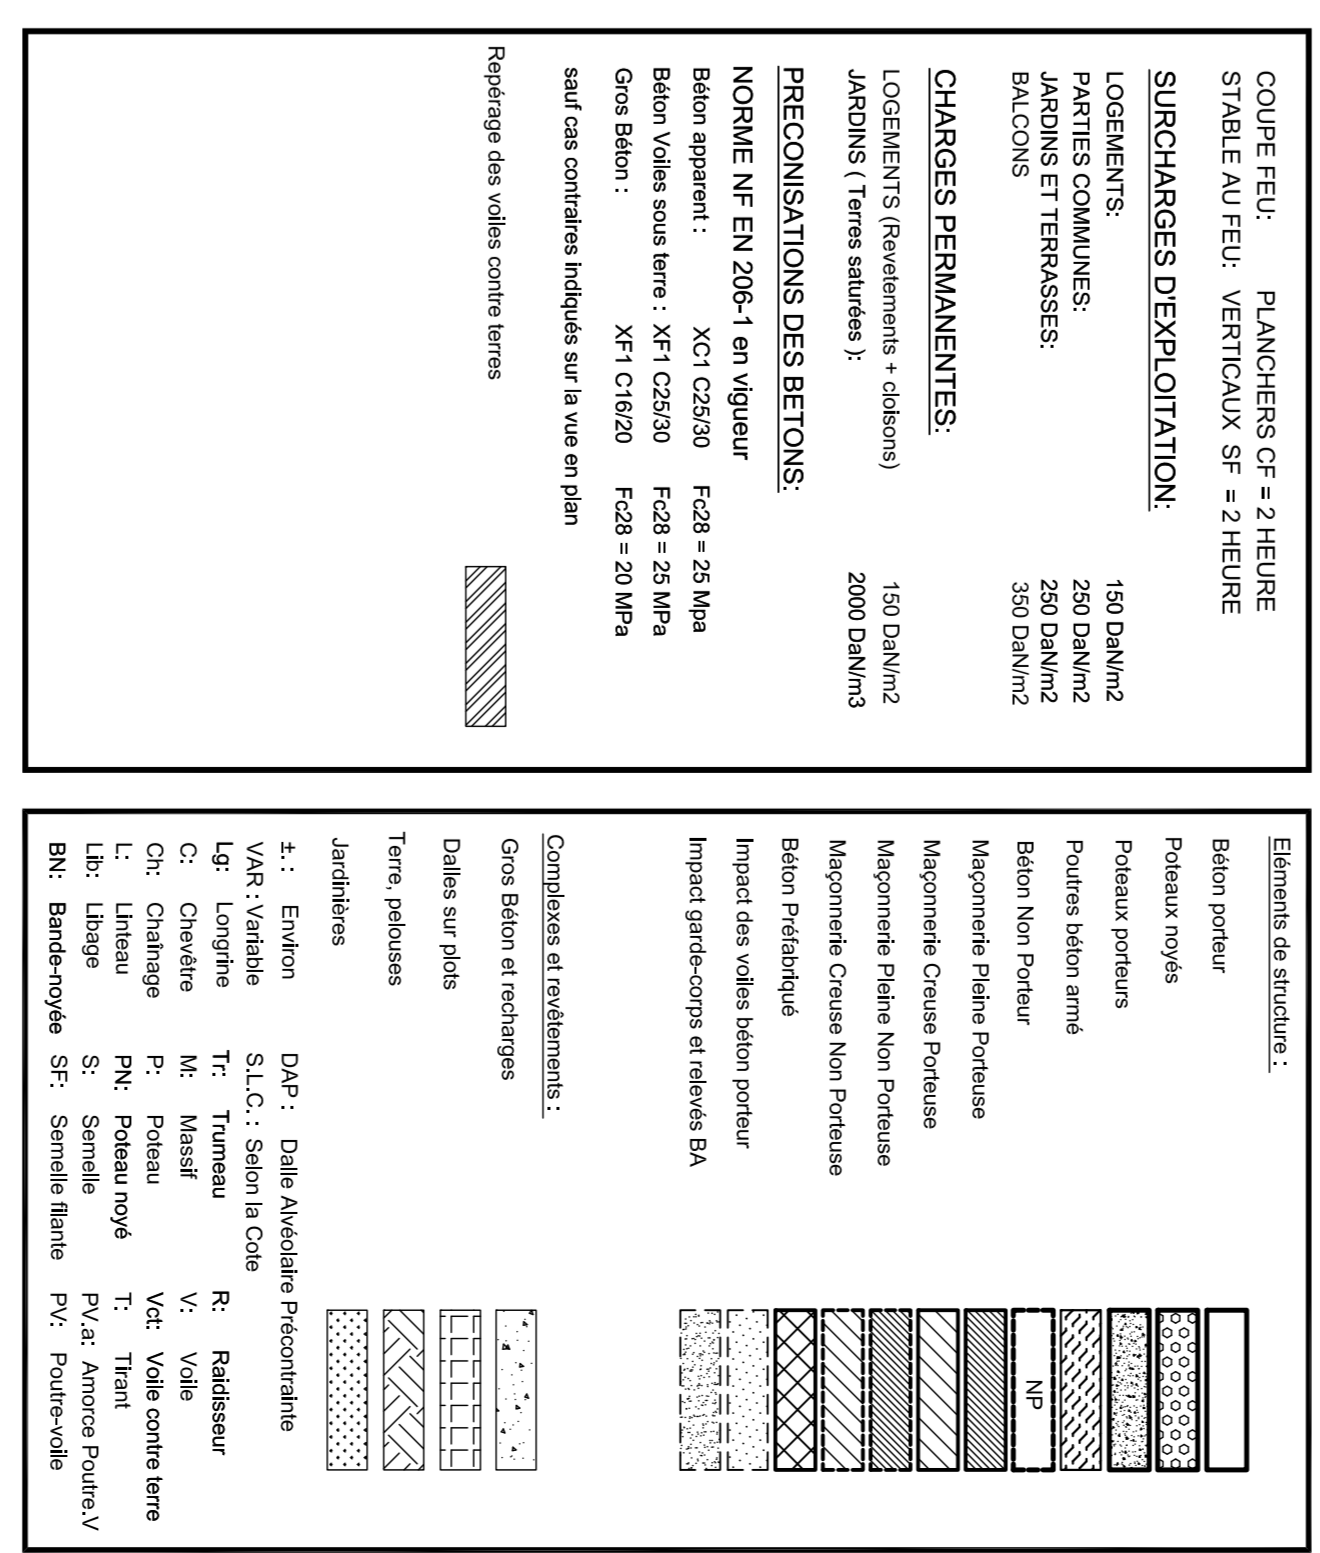 COUPE FEU: PLANCHERS CF = 2 HEURE
STABLE AU FEU: VERTICAUX SF = 2 HEURE
SURCHARGES D'EXPLOITATION:
LOGEMENTS: 150 DaN/m2
PARTIES COMMUNES: 250 DaN/m2
JARDINS ET TERRASSES: 250 DaN/m2
BALCONS 350 DaN/m2
CHARGES PERMANENTES:
LOGEMENTS (Revetements + cloisons) 150 DaN/m2
JARDINS ( Terres saturées ): 2000 DaN/m3
PRECONISATIONS DES BETONS:
NORME NF EN 206-1 en vigueur
Béton apparent : XC1 C25/30 Fc28 = 25 Mpa
Béton Voiles sous terre : XF1 C25/30 Fc28 = 25 MPa
Gros Béton : XF1 C16/20 Fc28 = 20 MPa
sauf cas contraires indiqués sur la vue en plan
Repérage des voiles contre terres
Eléments de structure :
Béton porteur
Poteaux noyés
Poteaux porteurs
Poutres béton armé
Béton Non Porteur NP
Maçonnerie Pleine Porteuse
Maçonnerie Creuse Porteuse
Maçonnerie Pleine Non Porteuse
Maçonnerie Creuse Non Porteuse
Béton Préfabriqué
Impact des voiles béton porteur
Impact garde-corps et relevés BA
Complexes et revêtements :
Gros Béton et recharges
Dalles sur plots
Terre, pelouses
Jardinières
±. : Environ DAP : Dalle Alvéolaire Précontrainte
VAR : Variable S.L.C. : Selon la Cote
Lg: Longrine Tr: Trumeau R: Raidisseur
C: Chevêtre M: Massif V: Voile
Ch: Chaînage P: Poteau Vct: Voile contre terre
L: Linteau PN: Poteau noyé T: Tirant
Lib: Libage S: Semelle PV.a: Amorce Poutre.V
BN: Bande-noyée SF: Semelle filante PV: Poutre-voile